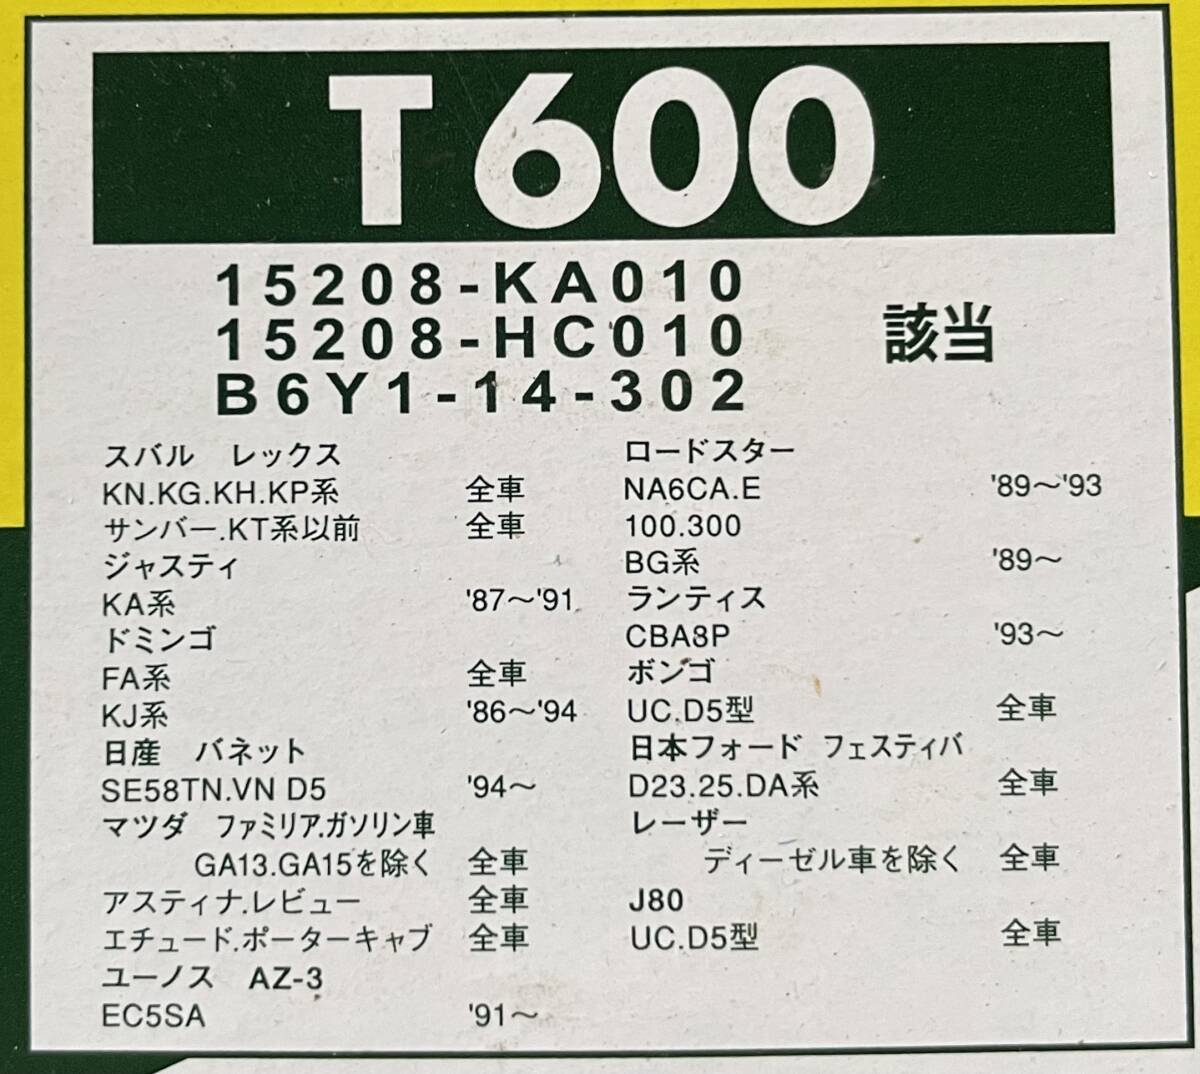 T600
15208-KA010
15208-HC010
B6Y1-14-302
該当
スバル レックス
KN.KG.KH.KP系 全車
サンバー.KT系以前 全車
ジャスティ
KA系 '87〜'91
ドミンゴ
FA系 全車
KJ系 '86〜'94
日産 バネット
SE58TN.VN D5 '94〜
マツダ ファミリア.ガソリン車
GA13.GA15を除く 全車
アスティナ.レビュー 全車
エチュード.ポーターキャブ 全車
ユーノス AZ-3
EC5SA '91〜
ロードスター
NA6CA.E '89〜'93
100.300
BG系 '89〜
ランティス
CBA8P '93〜
ボンゴ
UC.D5型 全車
日本フォード フェスティバ
D23.25.DA系 全車
レーザー
ディーゼル車を除く 全車
J80
UC.D5型 全車